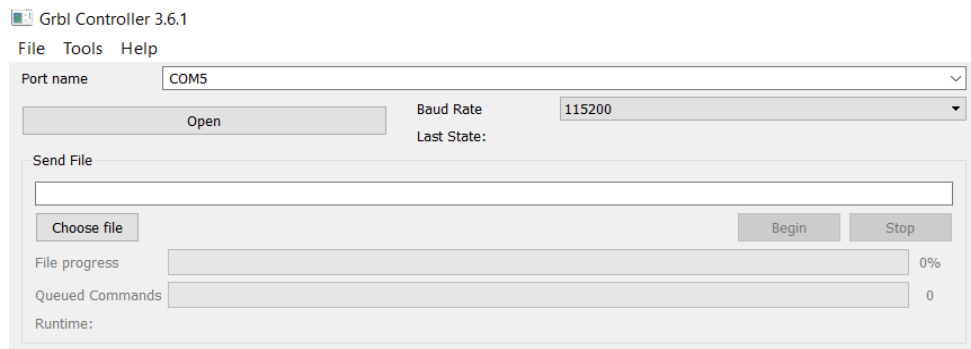 Grbl Controller 3.6.1
File Tools Help
Port name COM5
Open Baud Rate 115200
Last State:
Send File
Choose file Begin Stop
File progress 0%
Queued Commands 0
Runtime: